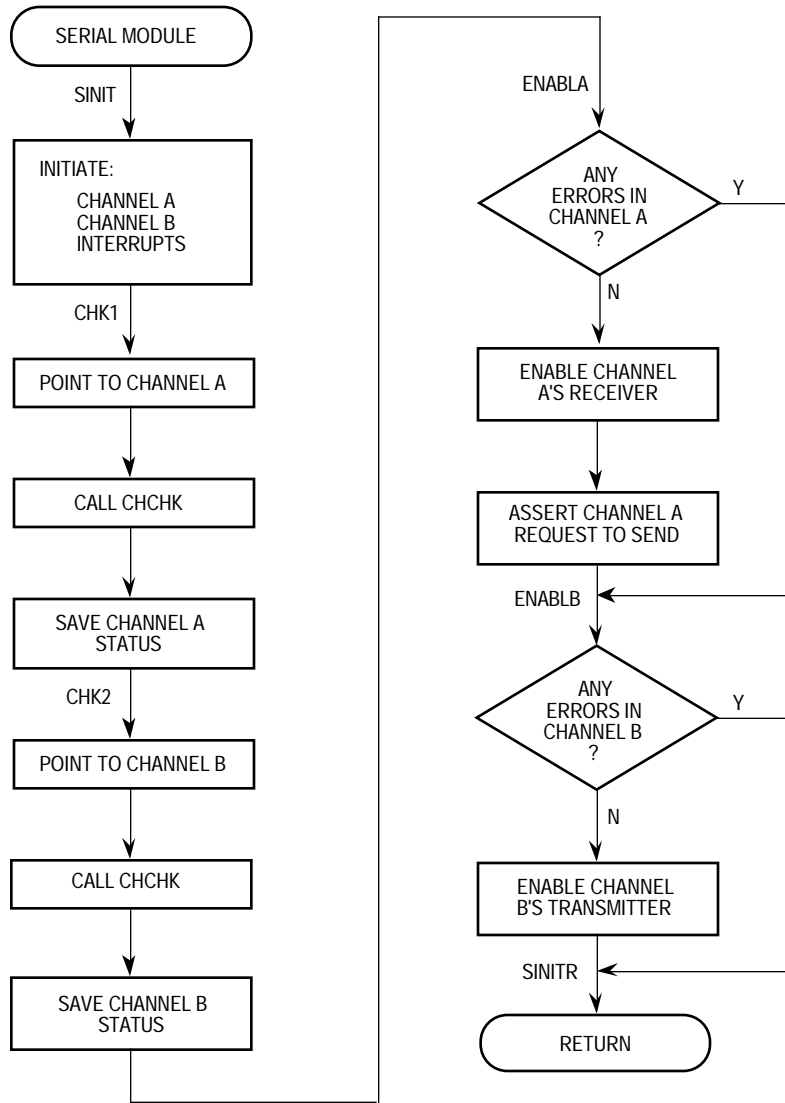 SERIAL MODULE
SINIT
INITIATE:
CHANNEL A
CHANNEL B
INTERRUPTS
CHK1
POINT TO CHANNEL A
CALL CHCHK
SAVE CHANNEL A
STATUS
CHK2
POINT TO CHANNEL B
CALL CHCHK
SAVE CHANNEL B
STATUS
ENABLA
ANY
ERRORS IN
CHANNEL A
?
Y
N
ENABLE CHANNEL
A'S RECEIVER
ASSERT CHANNEL A
REQUEST TO SEND
ENABLB
ANY
ERRORS IN
CHANNEL B
?
Y
N
ENABLE CHANNEL
B'S TRANSMITTER
SINITR
RETURN